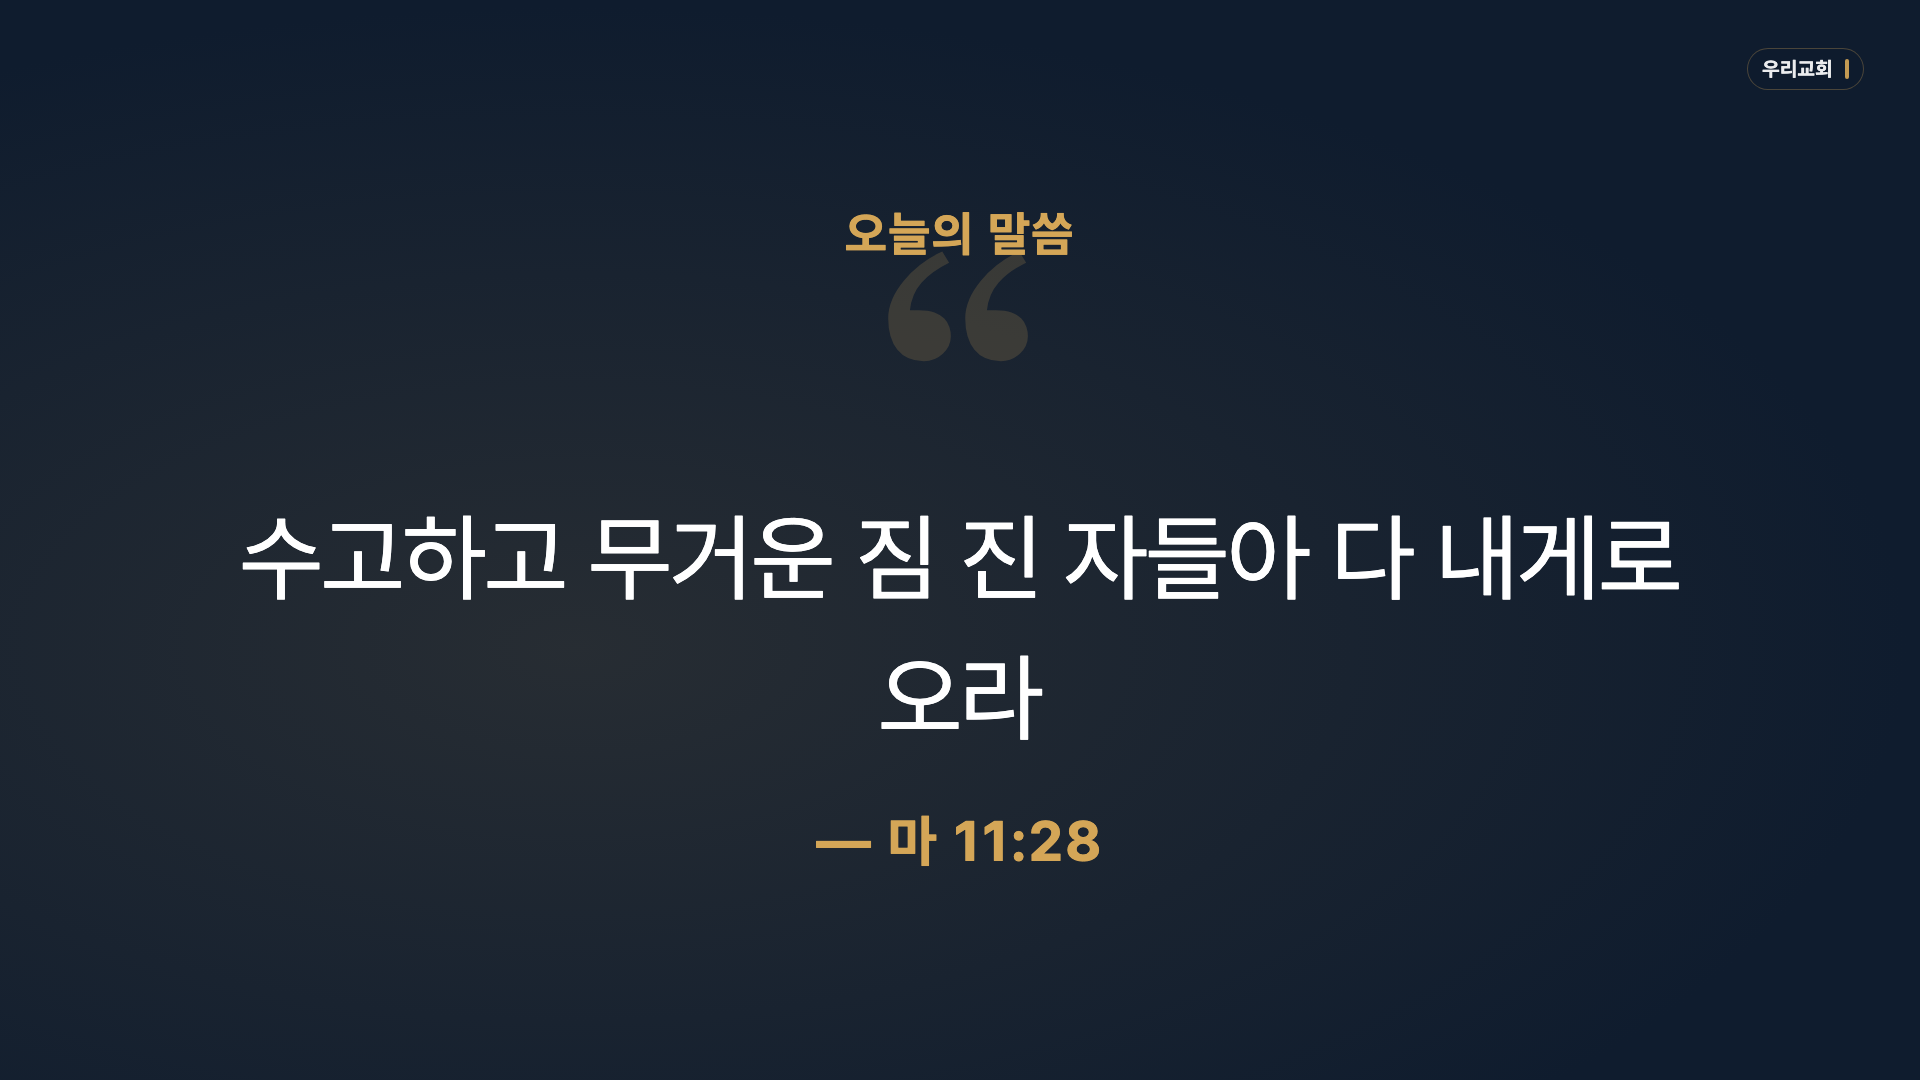 우리교회
오늘의 말씀
“
수고하고 무거운 짐 진 자들아 다 내게로
오라
— 마 11:28